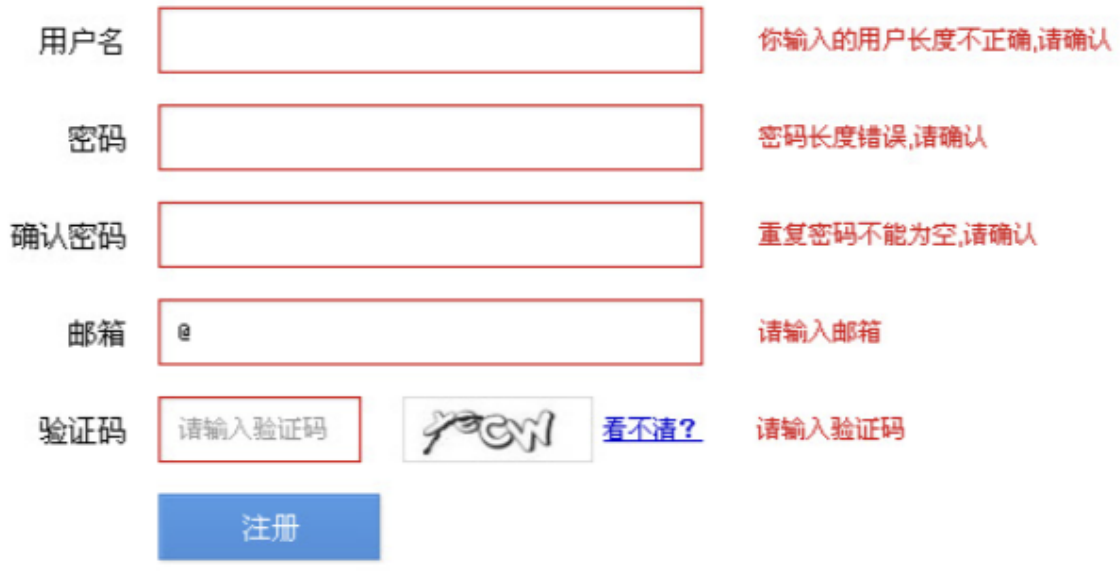 用户名 你输入的用户长度不正确,请确认
密码 密码长度错误,请确认
确认密码 重复密码不能为空,请确认
邮箱 @ 请输入邮箱
验证码 请输入验证码 看不清? 请输入验证码
注册